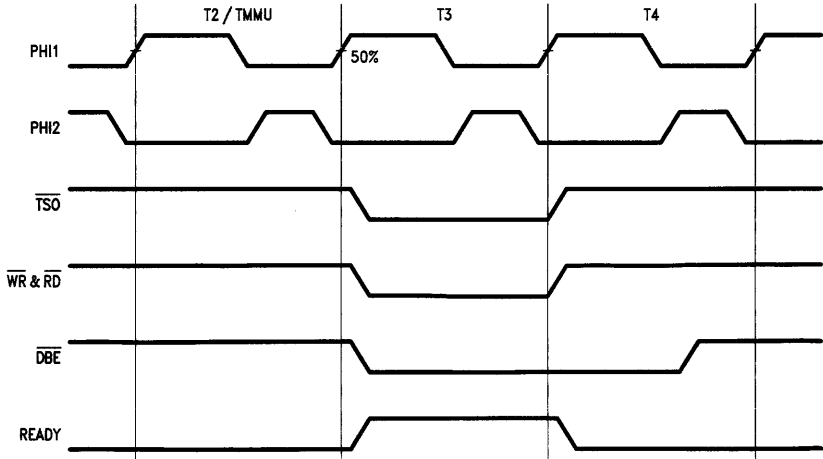 T2 / TMMU T3 T4
PHI1
50%
PHI2
TSO
WR & RD
DBE
READY